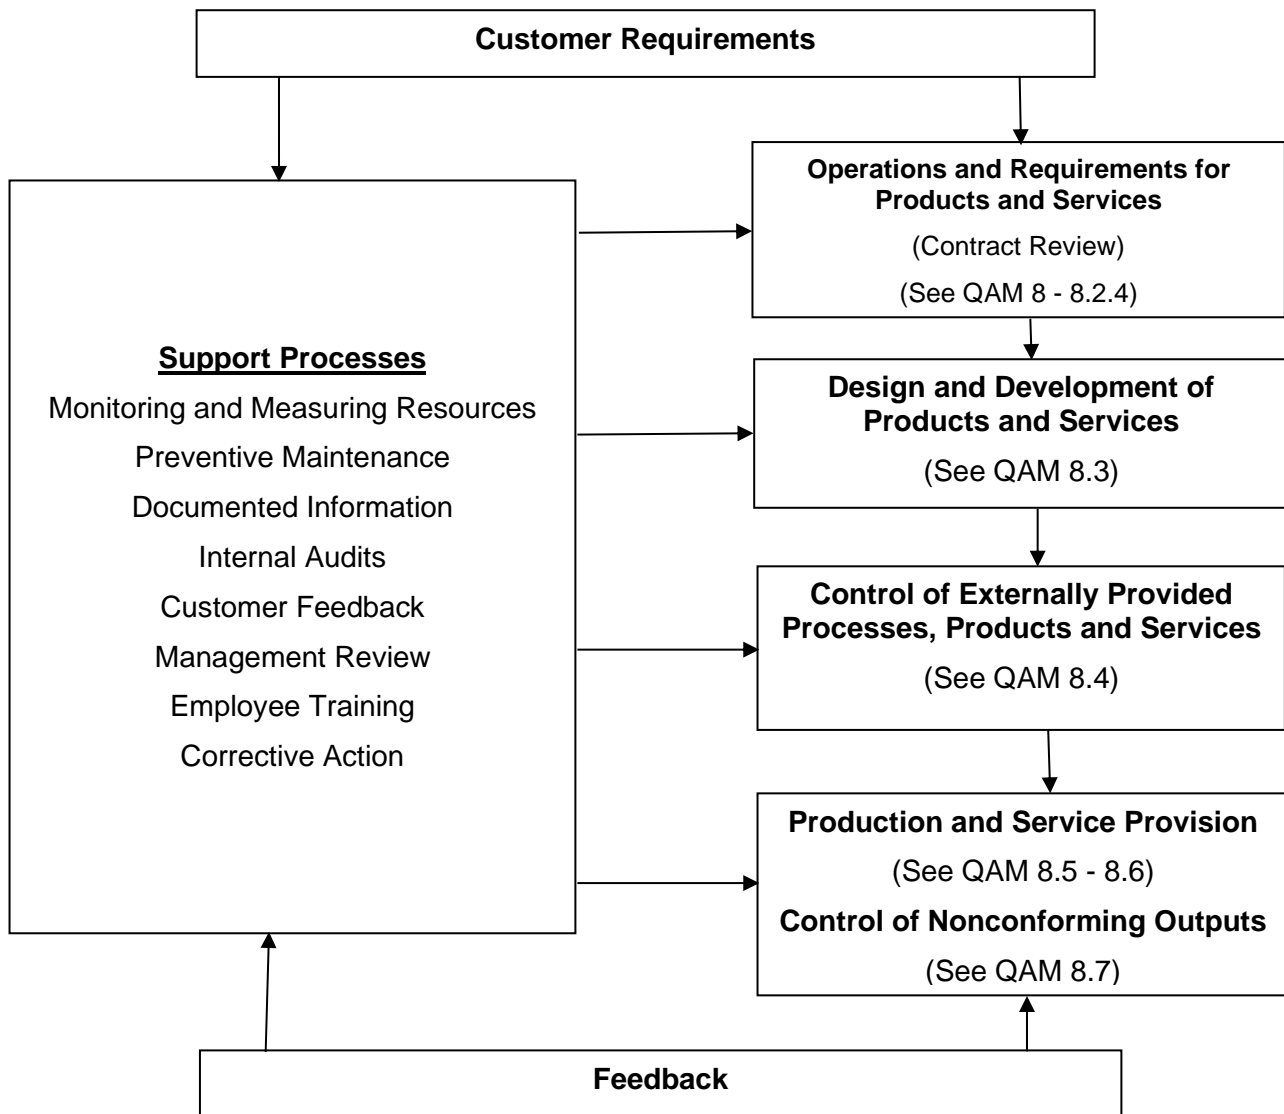 Customer Requirements
Operations and Requirements for
Products and Services
(Contract Review)
(See QAM 8 - 8.2.4)
Support Processes
Monitoring and Measuring Resources
Preventive Maintenance
Documented Information
Internal Audits
Customer Feedback
Management Review
Employee Training
Corrective Action
Design and Development of
Products and Services
(See QAM 8.3)
Control of Externally Provided
Processes, Products and Services
(See QAM 8.4)
Production and Service Provision
(See QAM 8.5 - 8.6)
Control of Nonconforming Outputs
(See QAM 8.7)
Feedback